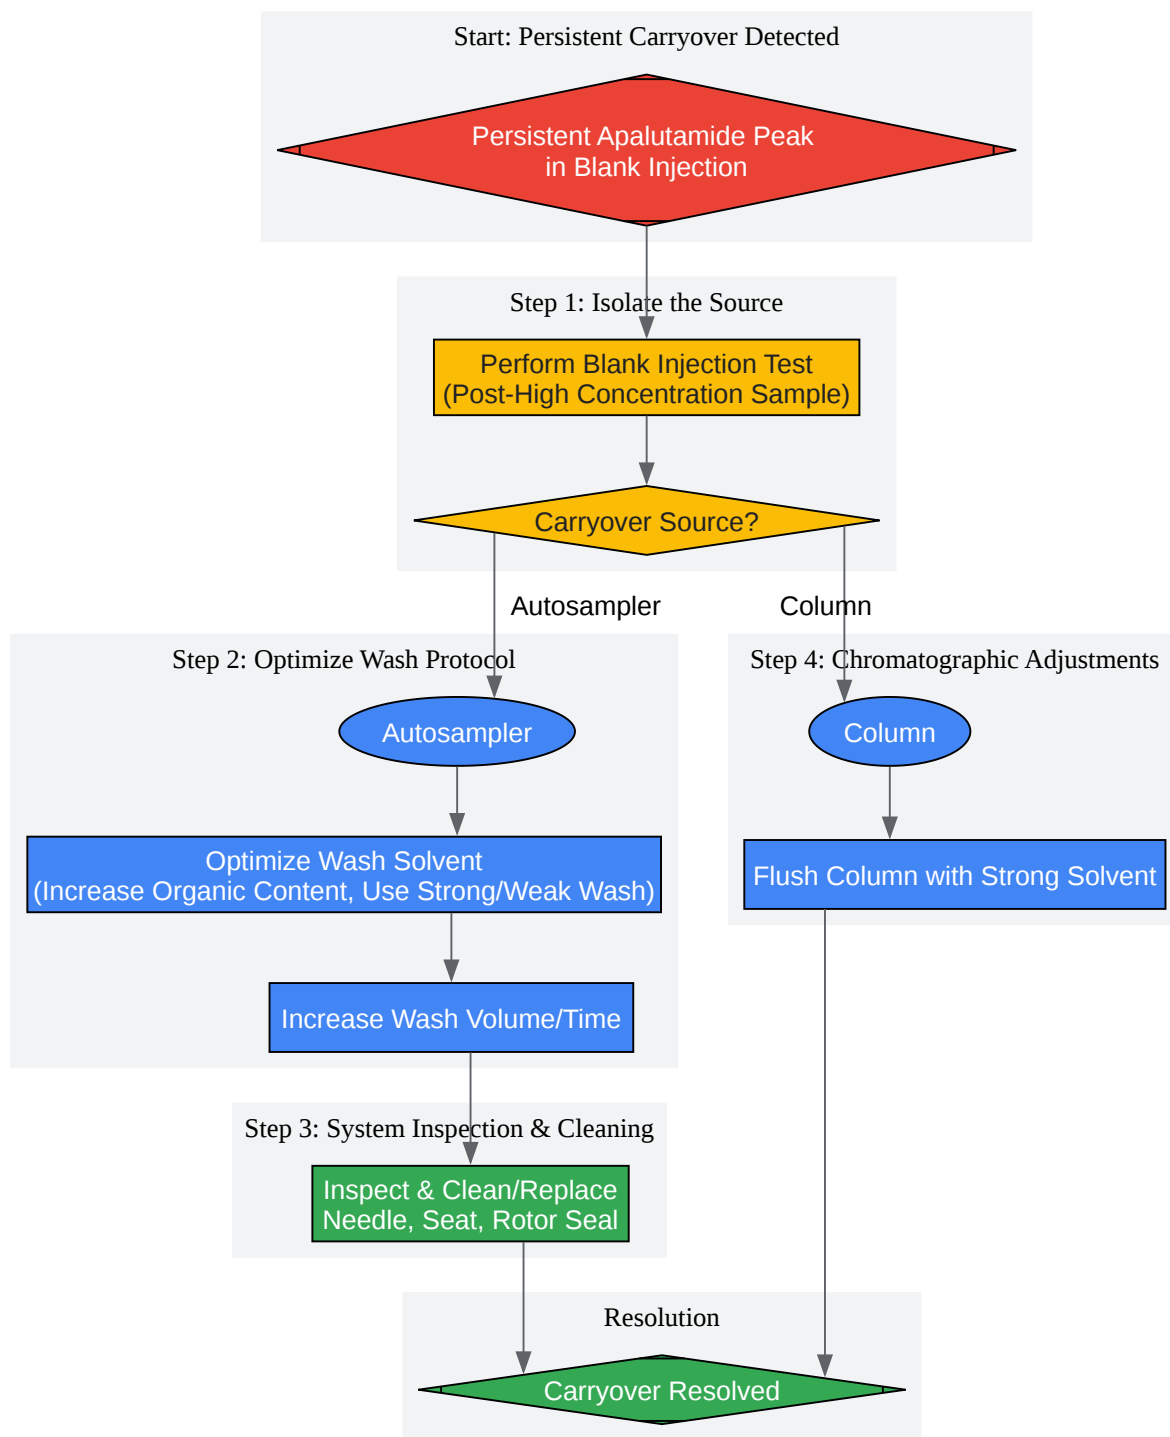 Start: Persistent Carryover Detected
Persistent Apalutamide Peak
in Blank Injection
Step 1: Isolate the Source
Perform Blank Injection Test
(Post-High Concentration Sample)
Carryover Source?
Autosampler
Column
Step 2: Optimize Wash Protocol
Autosampler
Optimize Wash Solvent
(Increase Organic Content, Use Strong/Weak Wash)
Increase Wash Volume/Time
Step 4: Chromatographic Adjustments
Column
Flush Column with Strong Solvent
Step 3: System Inspection & Cleaning
Inspect & Clean/Replace
Needle, Seat, Rotor Seal
Resolution
Carryover Resolved